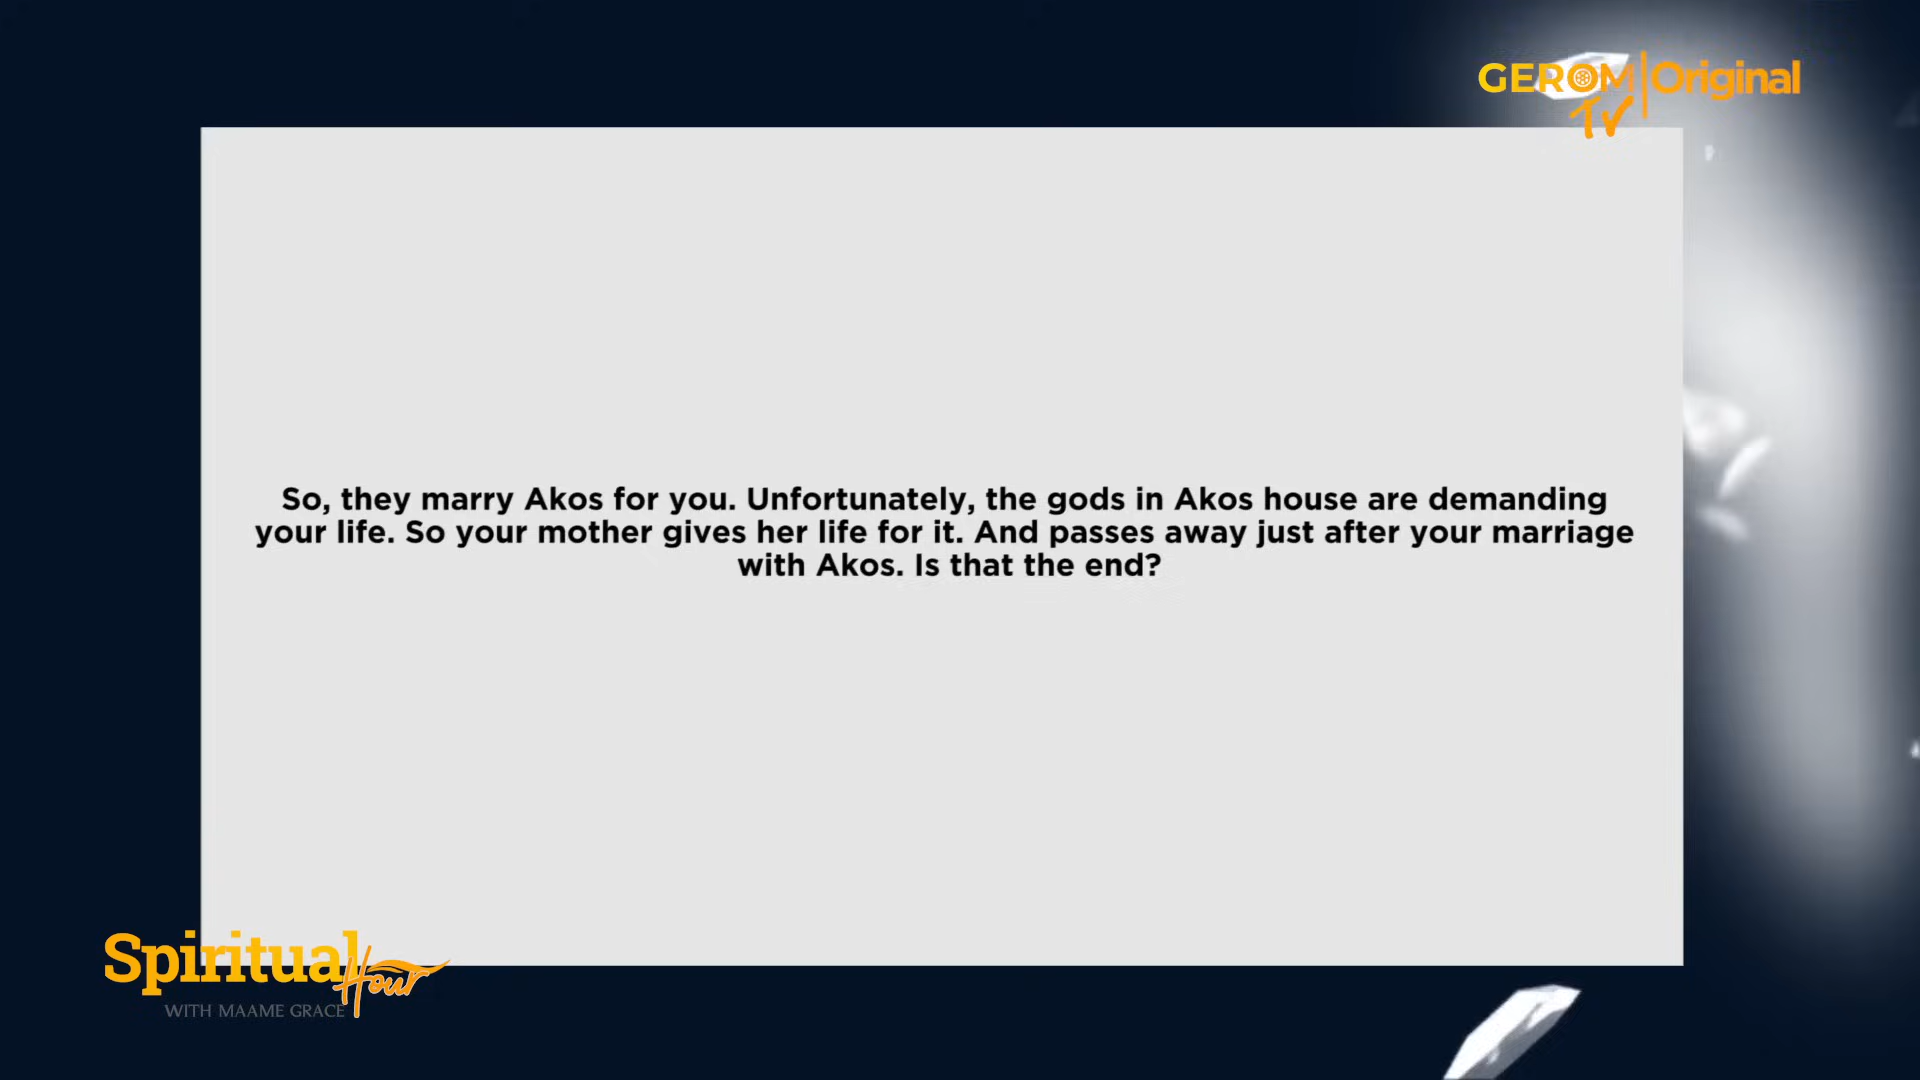 GEROM TV | Original
So, they marry Akos for you. Unfortunately, the gods in Akos house are demanding
your life. So your mother gives her life for it. And passes away just after your marriage
with Akos. Is that the end?
Spiritual Hour
WITH MAAME GRACE